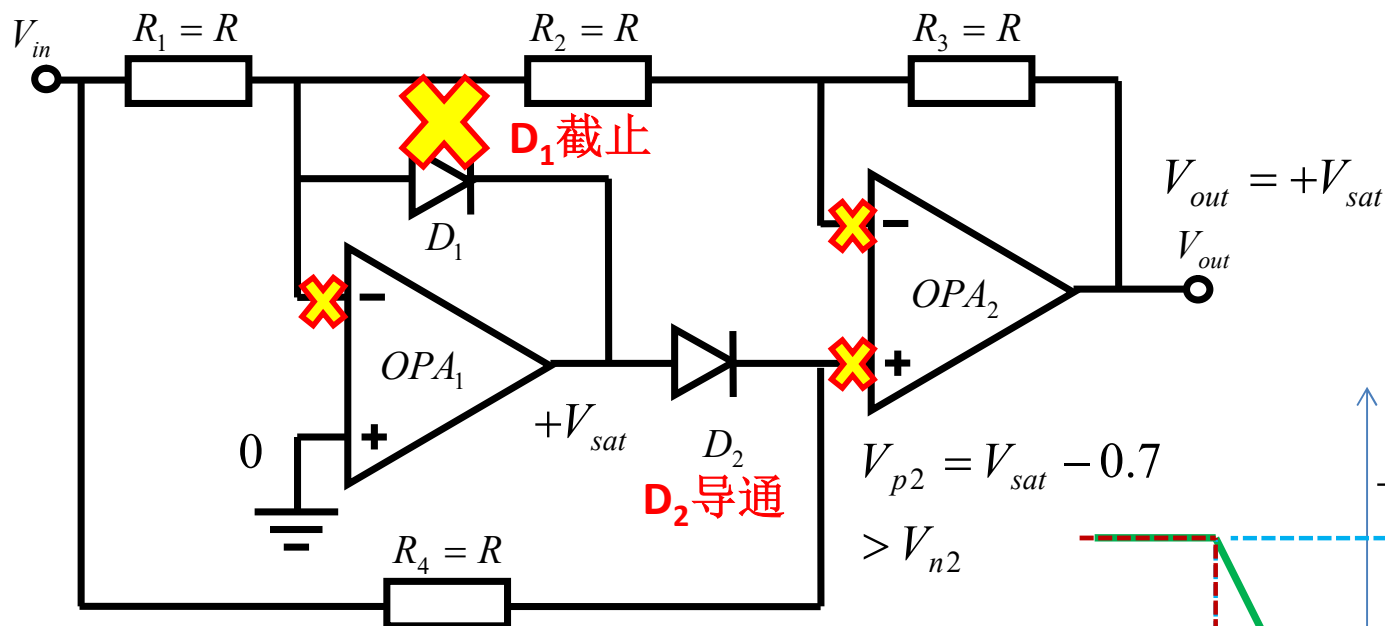 V_in
R_1 = R
R_2 = R
R_3 = R
D_1截止
D_1
V_out = +V_sat
V_out
−
OPA_1
+
0
−
OPA_2
+
+V_sat
D_2
D_2导通
V_p2 = V_sat − 0.7
> V_n2
R_4 = R